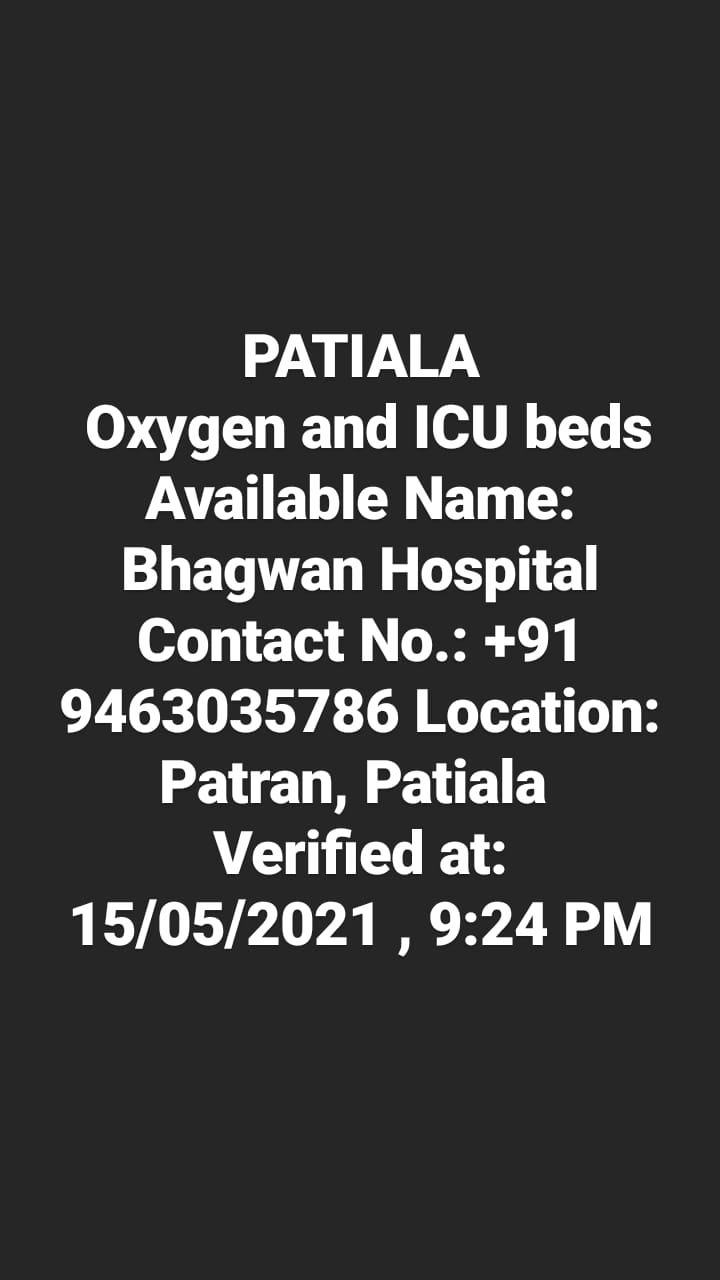 PATIALA
Oxygen and ICU beds
Available Name:
Bhagwan Hospital
Contact No.: +91
9463035786 Location:
Patran, Patiala
Verified at:
15/05/2021 , 9:24 PM